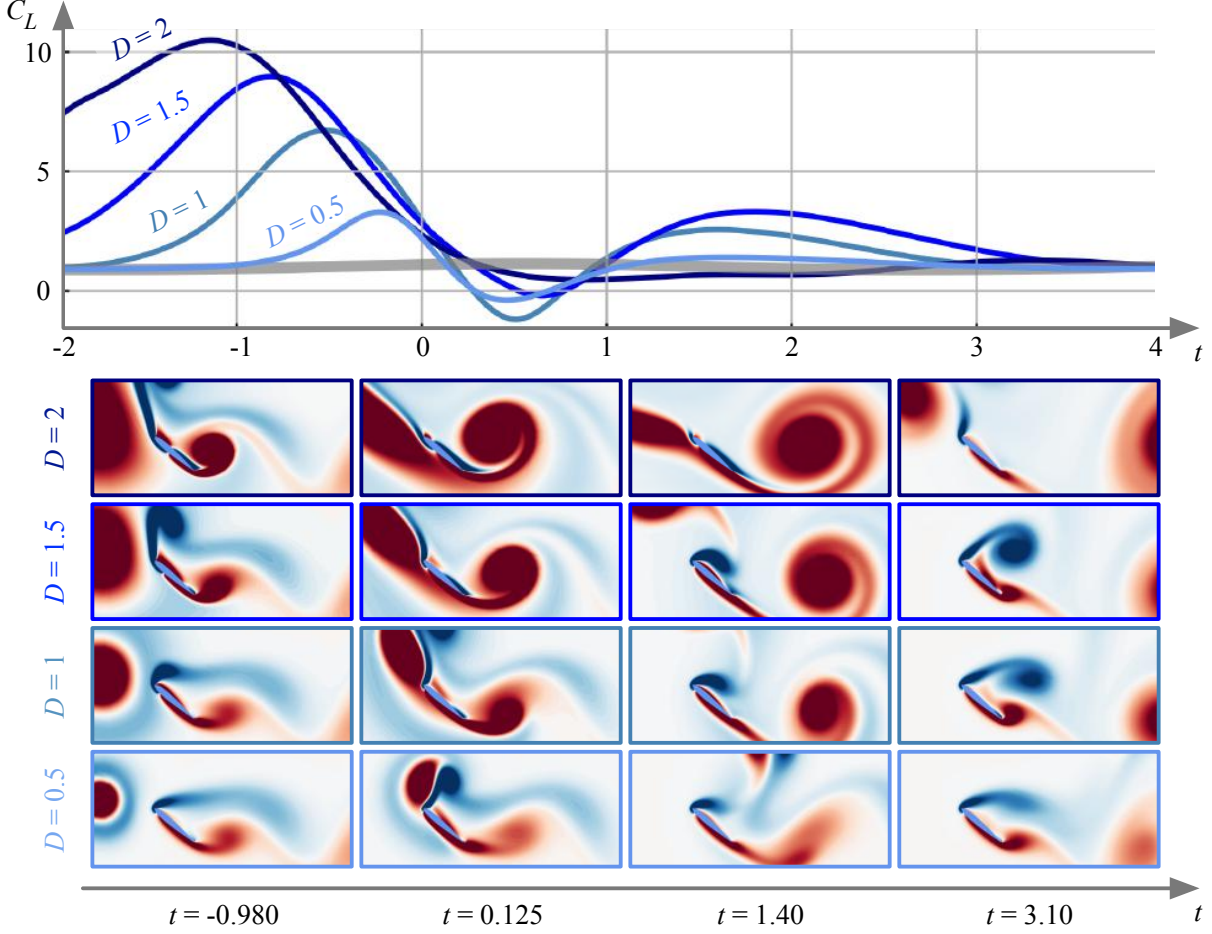 C_L
D = 2
10
D = 1.5
5
D = 1
D = 0.5
0
-2 -1 0 1 2 3 4 t
D = 2
D = 1.5
D = 1
D = 0.5
t = -0.980 t = 0.125 t = 1.40 t = 3.10 t